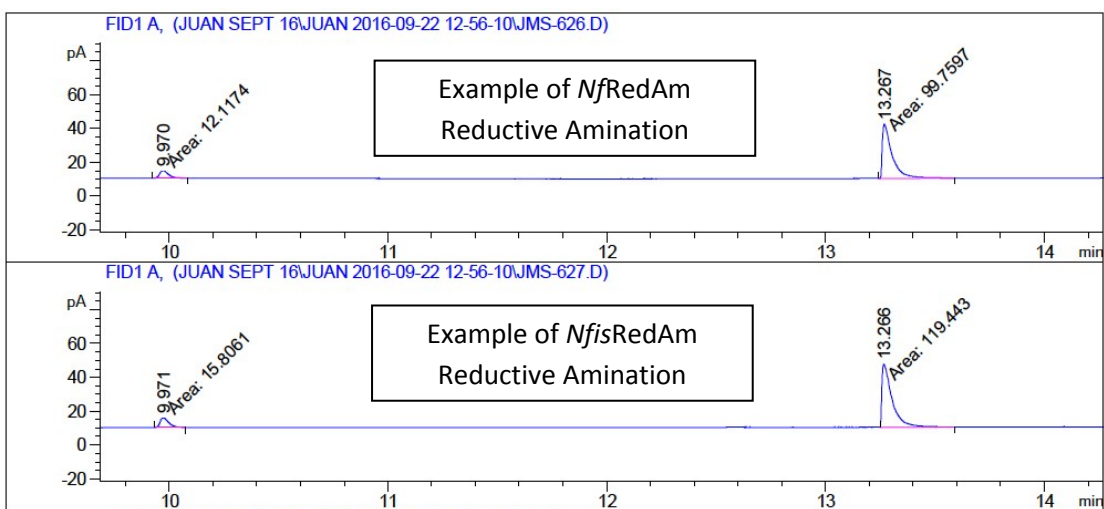 FID1 A, (JUAN SEPT 16\JUAN 2016-09-22 12-56-10\JMS-626.D)
pA
60
40
20
0
-20
9.970
Area: 12.1174
Example of NfRedAm
Reductive Amination
13.267
Area: 99.7597
10
11
12
13
14
min
FID1 A, (JUAN SEPT 16\JUAN 2016-09-22 12-56-10\JMS-627.D)
pA
60
40
20
0
-20
9.971
Area: 15.8061
Example of NfisRedAm
Reductive Amination
13.266
Area: 119.443
10
11
12
13
14
min